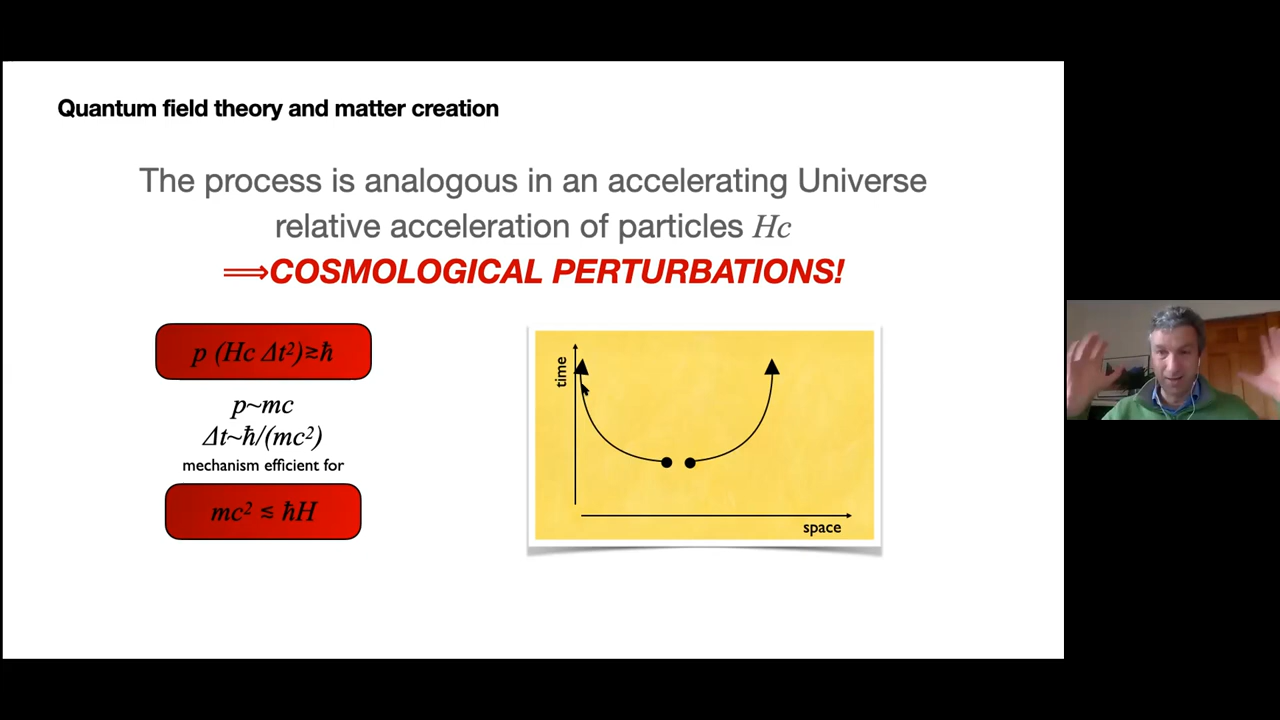 Quantum field theory and matter creation
The process is analogous in an accelerating Universe
relative acceleration of particles Hc
⟹COSMOLOGICAL PERTURBATIONS!
p (Hc Δt²)≳ħ
p~mc
Δt~ħ/(mc²)
mechanism efficient for
mc² ≲ ħH
time
space